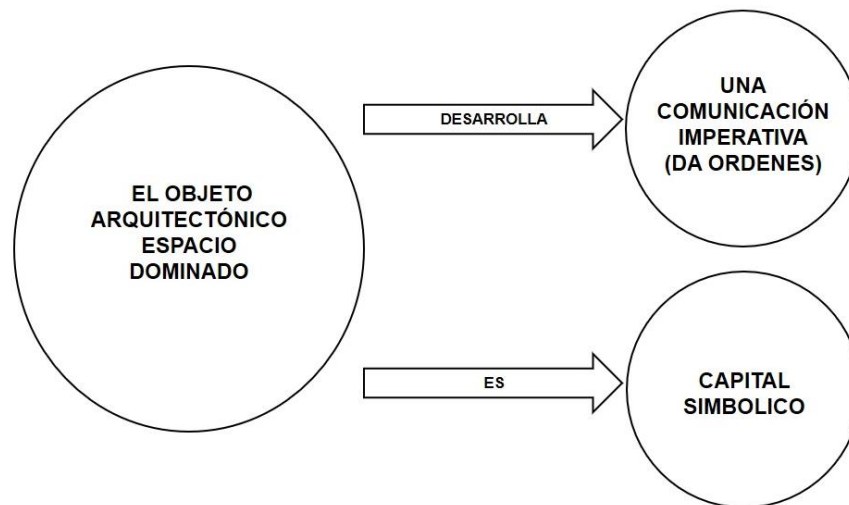 EL OBJETO
ARQUITECTÓNICO
ESPACIO
DOMINADO
DESARROLLA
UNA
COMUNICACIÓN
IMPERATIVA
(DA ORDENES)
ES
CAPITAL
SIMBOLICO